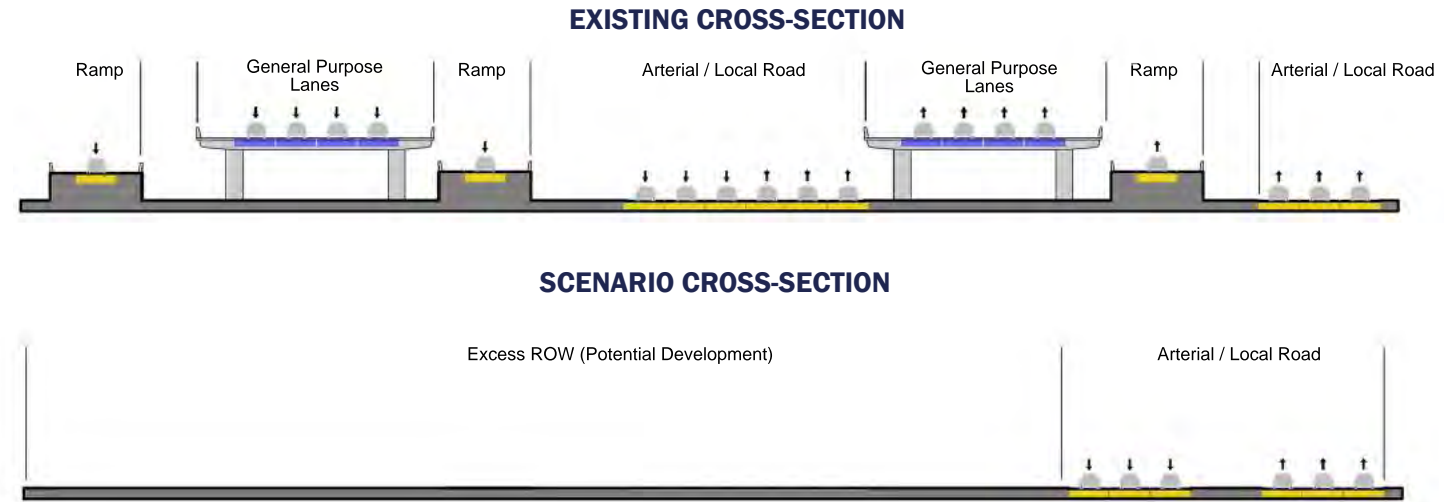 EXISTING CROSS-SECTION
Ramp
General Purpose
Lanes
Ramp
Arterial / Local Road
General Purpose
Lanes
Ramp
Arterial / Local Road
SCENARIO CROSS-SECTION
Excess ROW (Potential Development)
Arterial / Local Road